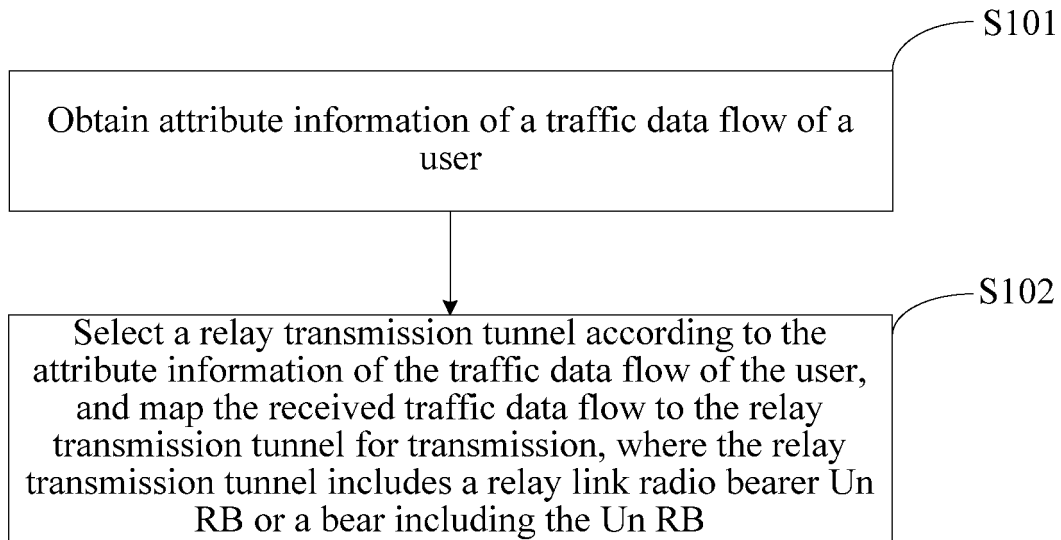 S101
Obtain attribute information of a traffic data flow of a
user
S102
Select a relay transmission tunnel according to the
attribute information of the traffic data flow of the user,
and map the received traffic data flow to the relay
transmission tunnel for transmission, where the relay
transmission tunnel includes a relay link radio bearer Un
RB or a bear including the Un RB